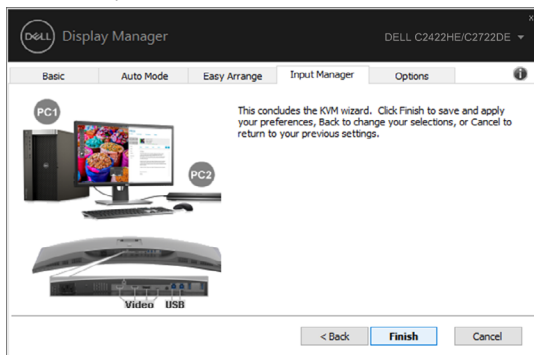 x
DELL
Display Manager
DELL C2422HE/C2722DE
Basic
Auto Mode
Easy Arrange
Input Manager
Options
PC1
This concludes the KVM wizard. Click Finish to save and apply
your preferences, Back to change your selections, or Cancel to
return to your previous settings.
PC2
Video USB
< Back
Finish
Cancel